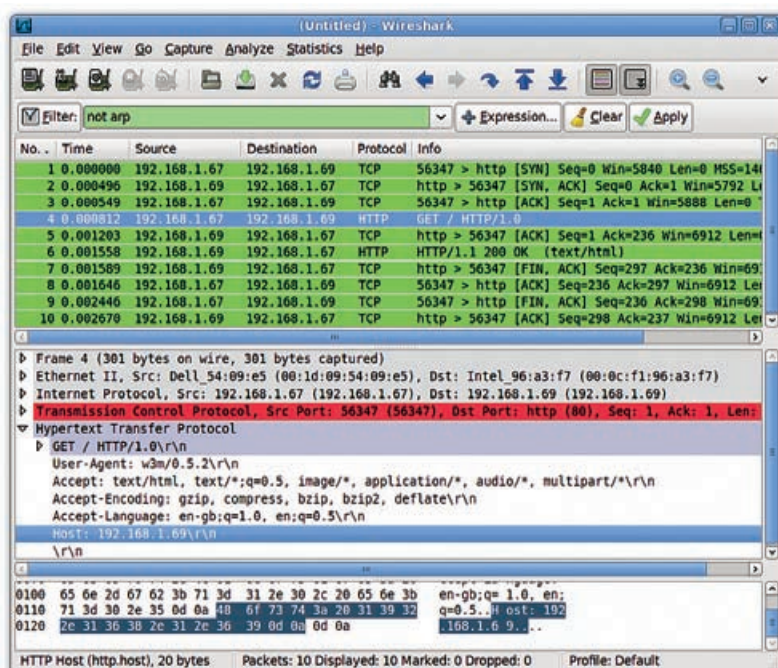 (Untitled) - Wireshark
File Edit View Go Capture Analyze Statistics Help
Filter: not arp Expression... Clear Apply
No. . Time Source Destination Protocol Info
1 0.000000 192.168.1.67 192.168.1.69 TCP 56347 > http [SYN] Seq=0 Win=5840 Len=0
2 0.000496 192.168.1.69 192.168.1.67 TCP http > 56347 [SYN, ACK] Seq=0 Ack=1 Win=5792
3 0.000549 192.168.1.67 192.168.1.69 TCP 56347 > http [ACK] Seq=1 Ack=1 Win=5888 Len=0
4 0.000812 192.168.1.67 192.168.1.69 HTTP GET / HTTP/1.0
5 0.001203 192.168.1.69 192.168.1.67 TCP http > 56347 [ACK] Seq=1 Ack=236 Win=6912
6 0.001558 192.168.1.69 192.168.1.67 HTTP HTTP/1.1 200 OK (text/html)
7 0.001589 192.168.1.69 192.168.1.67 TCP http > 56347 [FIN, ACK] Seq=297 Ack=236
8 0.001646 192.168.1.67 192.168.1.69 TCP 56347 > http [ACK] Seq=236 Ack=297 Win=6912
9 0.002446 192.168.1.67 192.168.1.69 TCP 56347 > http [FIN, ACK] Seq=236 Ack=298
10 0.002670 192.168.1.69 192.168.1.67 TCP http > 56347 [ACK] Seq=298 Ack=237 Win=6912
Frame 4 (301 bytes on wire, 301 bytes captured)
Ethernet II, Src: Dell_54:09:e5 (00:1d:09:54:09:e5), Dst: Intel_96:a3:f7 (00:0c:f1:96:a3:f7)
Internet Protocol, Src: 192.168.1.67 (192.168.1.67), Dst: 192.168.1.69 (192.168.1.69)
Transmission Control Protocol, Src Port: 56347 (56347), Dst Port: http (80), Seq: 1, Ack: 1, Len:
Hypertext Transfer Protocol
GET / HTTP/1.0\r\n
User-Agent: w3m/0.5.2\r\n
Accept: text/html, text/*;q=0.5, image/*, application/*, audio/*, multipart/*\r\n
Accept-Encoding: gzip, compress, bzip, bzip2, deflate\r\n
Accept-Language: en-gb;q=1.0, en;q=0.5\r\n
Host: 192.168.1.69\r\n
\r\n
0100 65 6e 2d 67 62 3b 71 3d 31 2e 30 2c 20 65 6e 3b en-gb;q= 1.0, en;
0110 71 3d 30 2e 35 0d 0a 48 6f 73 74 3a 20 31 39 32 q=0.5..H ost: 192
0120 2e 31 36 38 2e 31 2e 36 39 0d 0a 0d 0a .168.1.6 9....
HTTP Host (http.host), 20 bytes Packets: 10 Displayed: 10 Marked: 0 Dropped: 0 Profile: Default